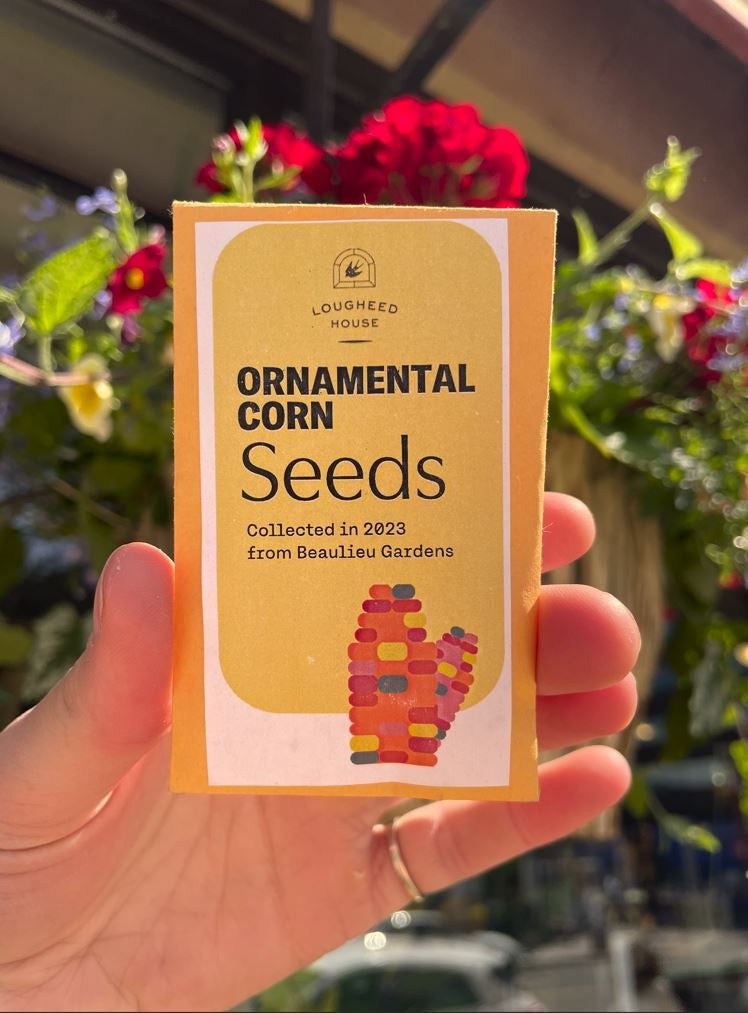 LOUGHEED
HOUSE
ORNAMENTAL
CORN
Seeds
Collected in 2023
from Beaulieu Gardens